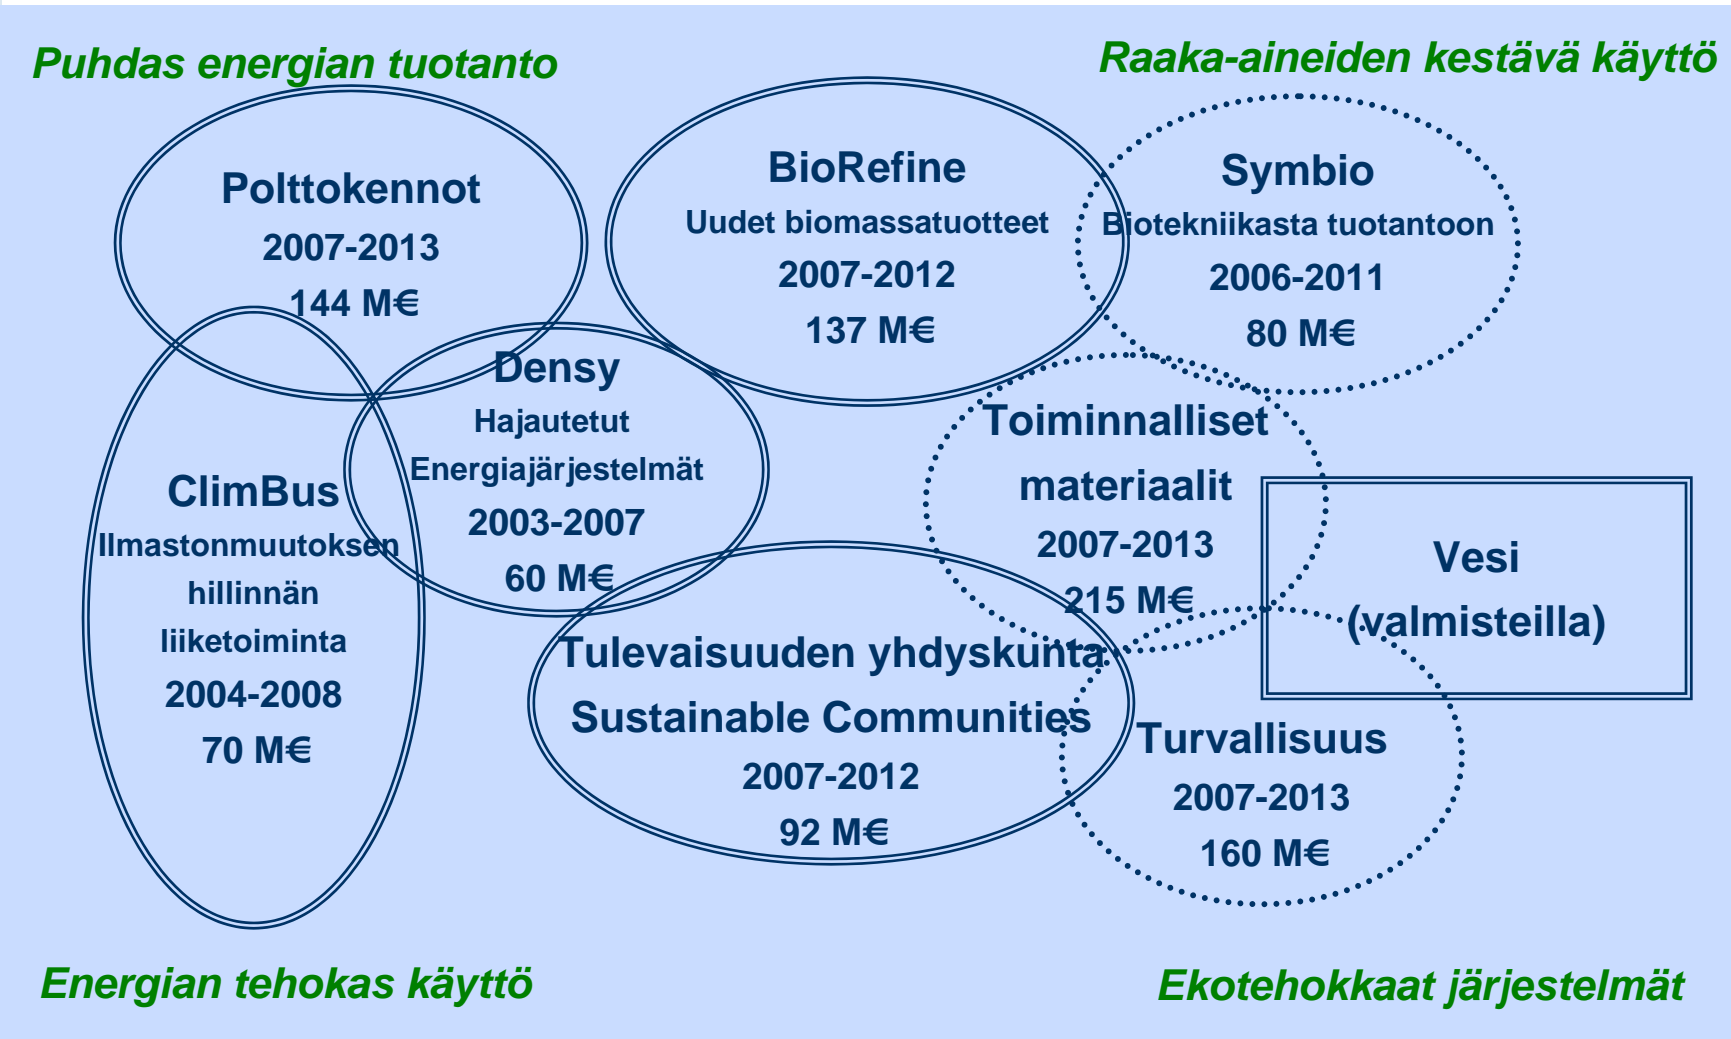 Puhdas energian tuotanto
Raaka-aineiden kestävä käyttö
Polttokennot
2007-2013
144 M€
BioRefine
Uudet biomassatuotteet
2007-2012
137 M€
Symbio
Biotekniikasta tuotantoon
2006-2011
80 M€
Densy
Hajautetut
Energiajärjestelmät
2003-2007
60 M€
Toiminnalliset
materiaalit
2007-2013
215 M€
ClimBus
Ilmastonmuutoksen
hillinnän
liiketoiminta
2004-2008
70 M€
Vesi
(valmisteilla)
Tulevaisuuden yhdyskunta
Sustainable Communities
2007-2012
92 M€
Turvallisuus
2007-2013
160 M€
Energian tehokas käyttö
Ekotehokkaat järjestelmät